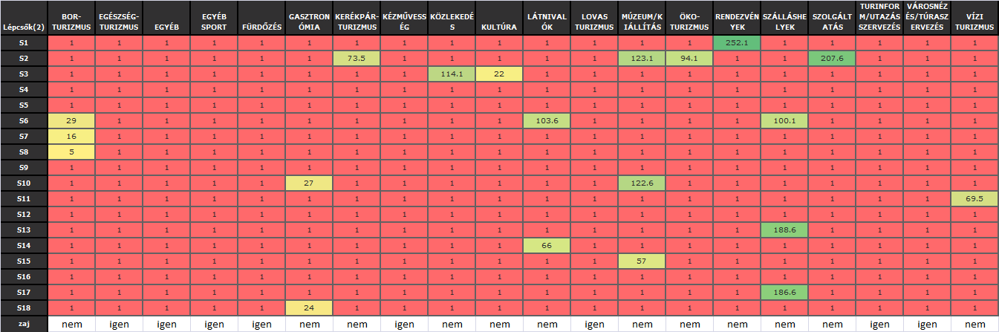 Lépcsők(2)
BOR-
TURIZMUS
EGÉSZSÉG-
TURIZMUS
EGYÉB
EGYÉB
SPORT
FÜRDŐZÉS
GASZTRON
ÓMIA
KERÉKPÁR-
TURIZMUS
KÉZMŰVESS
ÉG
KÖZLEKEDÉ
S
KULTÚRA
LÁTNIVAL
ÓK
LOVAS
TURIZMUS
MÚZEUM/K
IÁLLÍTÁS
ÖKO-
TURIZMUS
RENDEZVÉ
NYEK
SZÁLLÁSHE
LYEK
SZOLGÁLT
ATÁS
TURINFOR
M/UTAZÁS
SZERVEZÉS
VÁROSNÉZ
ÉS/TÚRASZ
ERVEZÉS
VÍZI
TURIZMUS
S1 1 1 1 1 1 1 1 1 1 1 1 1 1 1 252.1 1 1 1 1 1
S2 1 1 1 1 1 1 73.5 1 1 1 1 1 123.1 94.1 1 1 207.6 1 1 1
S3 1 1 1 1 1 1 1 1 114.1 22 1 1 1 1 1 1 1 1 1 1
S4 1 1 1 1 1 1 1 1 1 1 1 1 1 1 1 1 1 1 1 1
S5 1 1 1 1 1 1 1 1 1 1 1 1 1 1 1 1 1 1 1 1
S6 29 1 1 1 1 1 1 1 1 1 103.6 1 1 1 1 100.1 1 1 1 1
S7 16 1 1 1 1 1 1 1 1 1 1 1 1 1 1 1 1 1 1 1
S8 5 1 1 1 1 1 1 1 1 1 1 1 1 1 1 1 1 1 1 1
S9 1 1 1 1 1 1 1 1 1 1 1 1 1 1 1 1 1 1 1 1
S10 1 1 1 1 1 27 1 1 1 1 1 1 122.6 1 1 1 1 1 1 1
S11 1 1 1 1 1 1 1 1 1 1 1 1 1 1 1 1 1 1 1 69.5
S12 1 1 1 1 1 1 1 1 1 1 1 1 1 1 1 1 1 1 1 1
S13 1 1 1 1 1 1 1 1 1 1 1 1 1 1 1 188.6 1 1 1 1
S14 1 1 1 1 1 1 1 1 1 1 66 1 1 1 1 1 1 1 1 1
S15 1 1 1 1 1 1 1 1 1 1 1 1 57 1 1 1 1 1 1 1
S16 1 1 1 1 1 1 1 1 1 1 1 1 1 1 1 1 1 1 1 1
S17 1 1 1 1 1 1 1 1 1 1 1 1 1 1 1 186.6 1 1 1 1
S18 1 1 1 1 1 24 1 1 1 1 1 1 1 1 1 1 1 1 1 1
zaj nem igen igen igen igen nem nem igen nem nem nem igen nem nem nem nem nem igen igen nem